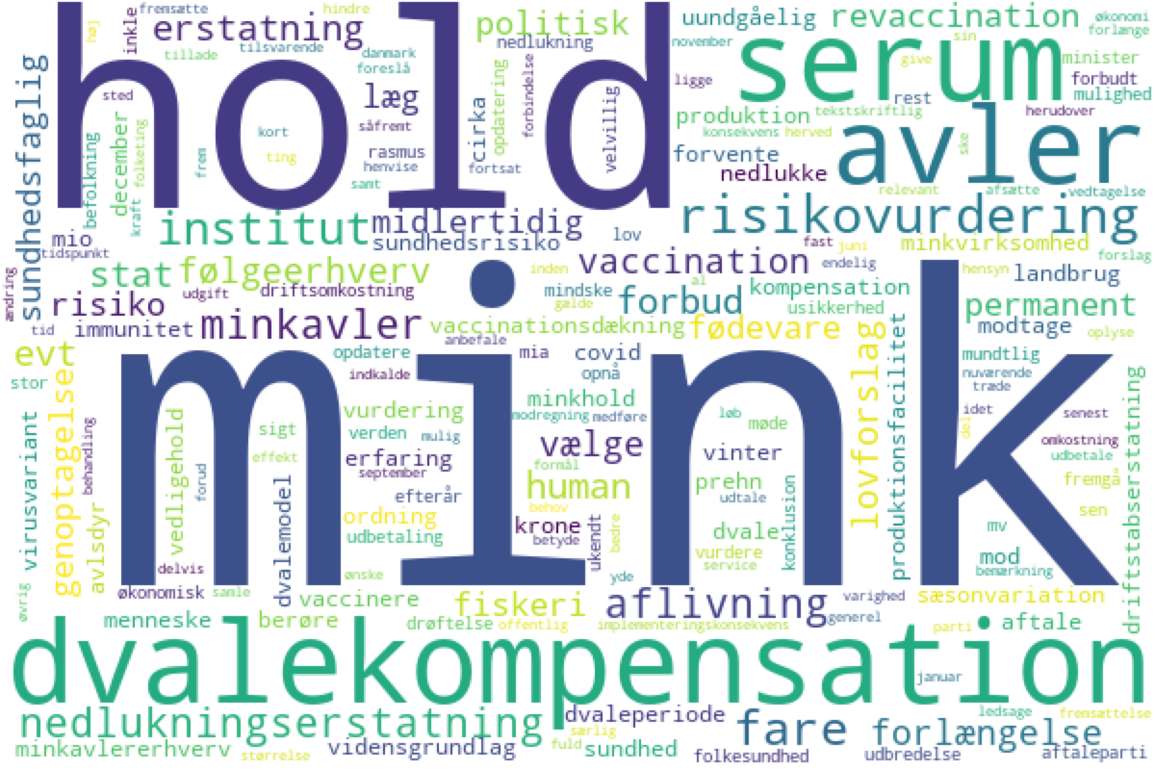 hold
mink
dvalekompensation
serum
avler
risikovurdering
fremsætte
hindre
høj
inkle
erstatning
tillade
tilsvarende
danmark
foreslå
politisk
nedlukning
uundgåelig
november
revaccination
økonomi
forlænge
sin
give
minister
forbudt
mulighed
ligge
sundhedsfaglig
sted
læg
såfremt
kort
ting
rasmus
henvise
samt
frem
befolkning
december
folketing
kraft
cirka
opdatering
forbindelse
fortsat
velvillig
produktion
tekstskriftlig
rest
herudover
konsekvens
herved
ske
forvente
nedlukke
relevant
afsætte
vedtagelse
mio
tidspunkt
institut
midlertidig
sundhedsrisiko
lov
fast
juni
endelig
minkvirksomhed
forslag
ændring
stat
følgeerhverv
udgift
driftsomkostning
inden
vaccination
al
kompensation
hensyn
landbrug
risiko
mindske
gælde
forbud
usikkerhed
permanent
tid
immunitet
minkavler
vaccinationsdækning
anbefale
fødevare
modtage
oplyse
evt
stor
opdatere
indkalde
mia
covid
opnå
mundtlig
nuværende
træde
genoptagelse
virusvariant
avlsdyr
behandling
vedligehold
sigt
effekt
forud
dvalemodel
vurdering
verden
mulig
minkhold
modregning
medføre
løb
møde
lovforslag
produktionsfacilitet
del
idet
senest
omkostning
udbetale
driftstabserstatning
erfaring
september
efterår
vælge
formål
human
behov
vinter
prehn
udtale
konklusion
fremgå
sen
ordning
udbetaling
krone
betyde
ukendt
bedre
dvale
vurdere
service
mv
mod
bemærkning
øvrig
delvis
økonomisk
samle
ønske
vaccinere
yde
fiskeri
aflivning
varighed
generel
sæsonvariation
menneske
berøre
drøftelse
offentlig
implementeringskonsekvens
parti
aftale
januar
nedlukningserstatning
dvaleperiode
fare
forlængelse
ledsage
fremsættelse
minkavlererhverv
størrelse
vidensgrundlag
særlig
fuld
sundhed
folkesundhed
udbredelse
aftaleparti